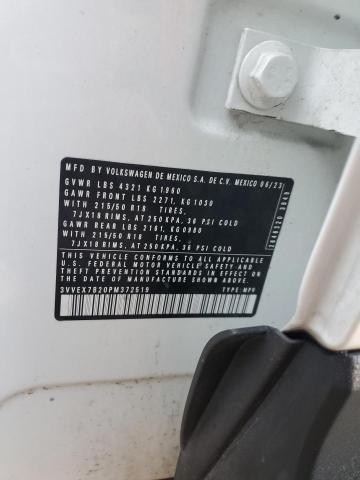 MFD BY VOLKSWAGEN DE MEXICO S.A. DE C.V. MEXICO 06/23
GVWR LBS 4321 KG 1960
GAWR FRONT LBS 2271, KG 1030
WITH 215/50 R18 TIRES,
7JX18 RIMS, AT 250 KPA, 36 PSI COLD
GAWR REAR LBS 2161, KG0980
WITH 215/50 R18 TIRES,
7JX18 RIMS, AT 250 KPA, 36 PSI COLD
THIS VEHICLE CONFORMS TO ALL APPLICABLE
U.S. FEDERAL MOTOR VEHICLE SAFETY, BUMPER,
AND THEFT PREVENTION STANDARDS IN EFFECT ON
THE DATE OF MANUFACTURE SHOWN ABOVE.
3VVEX7B20PM372519 TYPE:MPV